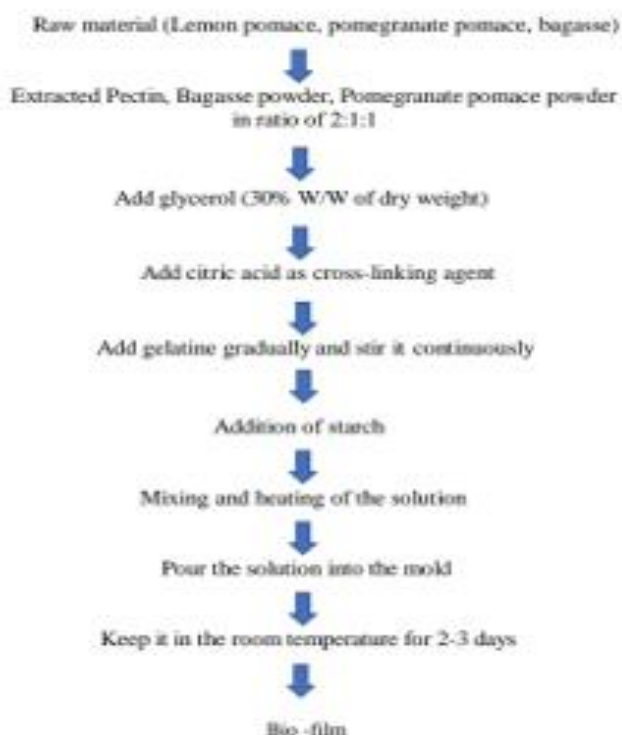 Raw material (Lemon pomace, pomegranate pomace, bagasse)
Extracted Pectin, Bagasse powder, Pomegranate pomace powder
in ratio of 2:1:1
Add glycerol (30% W/W of dry weight)
Add citric acid as cross-linking agent
Add gelatine gradually and stir it continuously
Addition of starch
Mixing and heating of the solution
Pour the solution into the mold
Keep it in the room temperature for 2-3 days
Bio -film